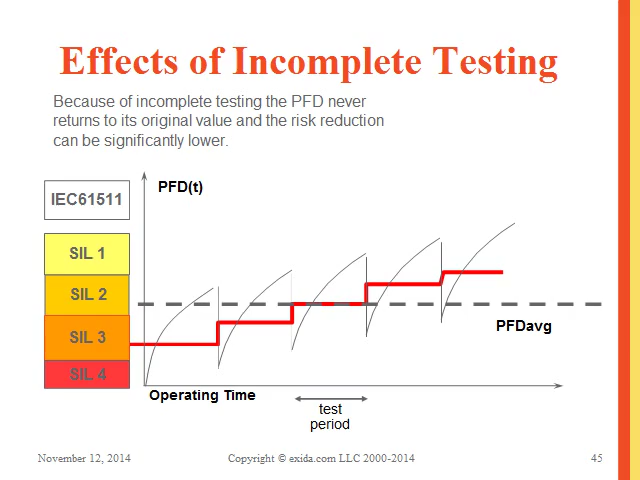 Effects of Incomplete Testing
Because of incomplete testing the PFD never
returns to its original value and the risk reduction
can be significantly lower.
IEC61511
PFD(t)
SIL 1
SIL 2
SIL 3
SIL 4
PFDavg
Operating Time
test
period
November 12, 2014
Copyright © exida.com LLC 2000-2014
45